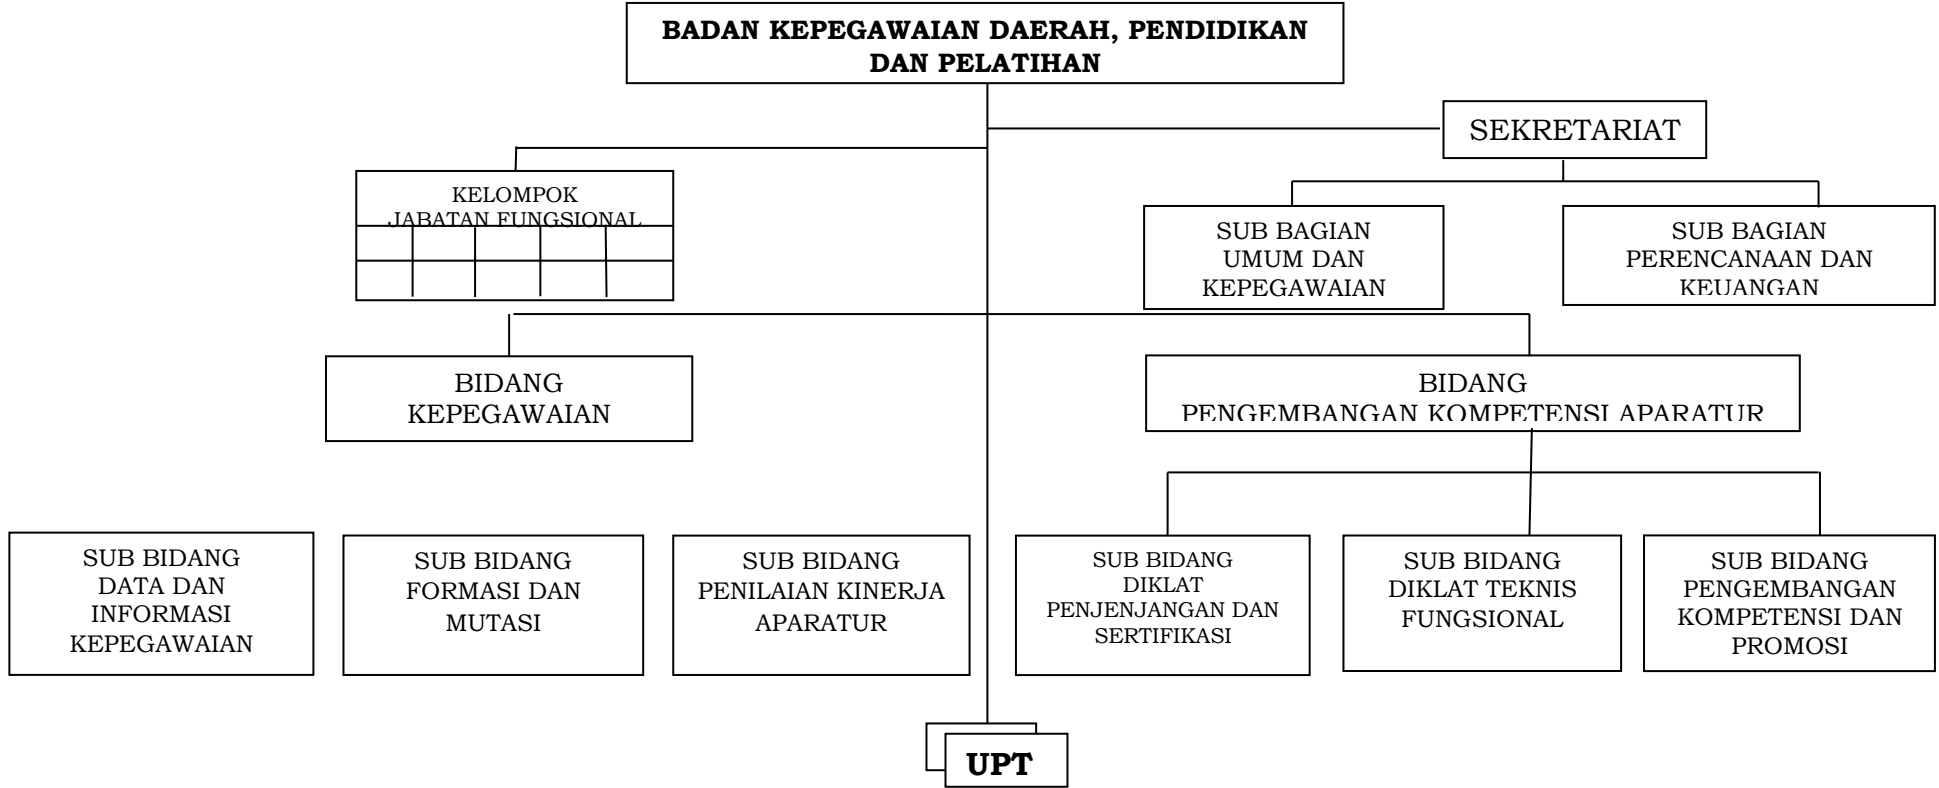 BADAN KEPEGAWAIAN DAERAH, PENDIDIKAN
DAN PELATIHAN
SEKRETARIAT
KELOMPOK
JABATAN FUNGSIONAL
SUB BAGIAN
UMUM DAN
KEPEGAWAIAN
SUB BAGIAN
PERENCANAAN DAN
KEUANGAN
BIDANG
KEPEGAWAIAN
BIDANG
PENGEMBANGAN KOMPETENSI APARATUR
SUB BIDANG
DATA DAN
INFORMASI
KEPEGAWAIAN
SUB BIDANG
FORMASI DAN
MUTASI
SUB BIDANG
PENILAIAN KINERJA
APARATUR
SUB BIDANG
DIKLAT
PENJENJANGAN DAN
SERTIFIKASI
SUB BIDANG
DIKLAT TEKNIS
FUNGSIONAL
SUB BIDANG
PENGEMBANGAN
KOMPETENSI DAN
PROMOSI
UPT